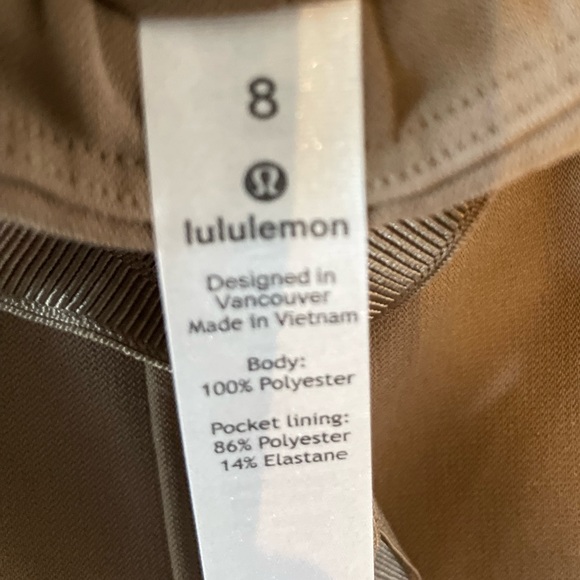 8
lululemon
Designed in
Vancouver
Made in Vietnam
Body:
100% Polyester
Pocket lining:
86% Polyester
14% Elastane